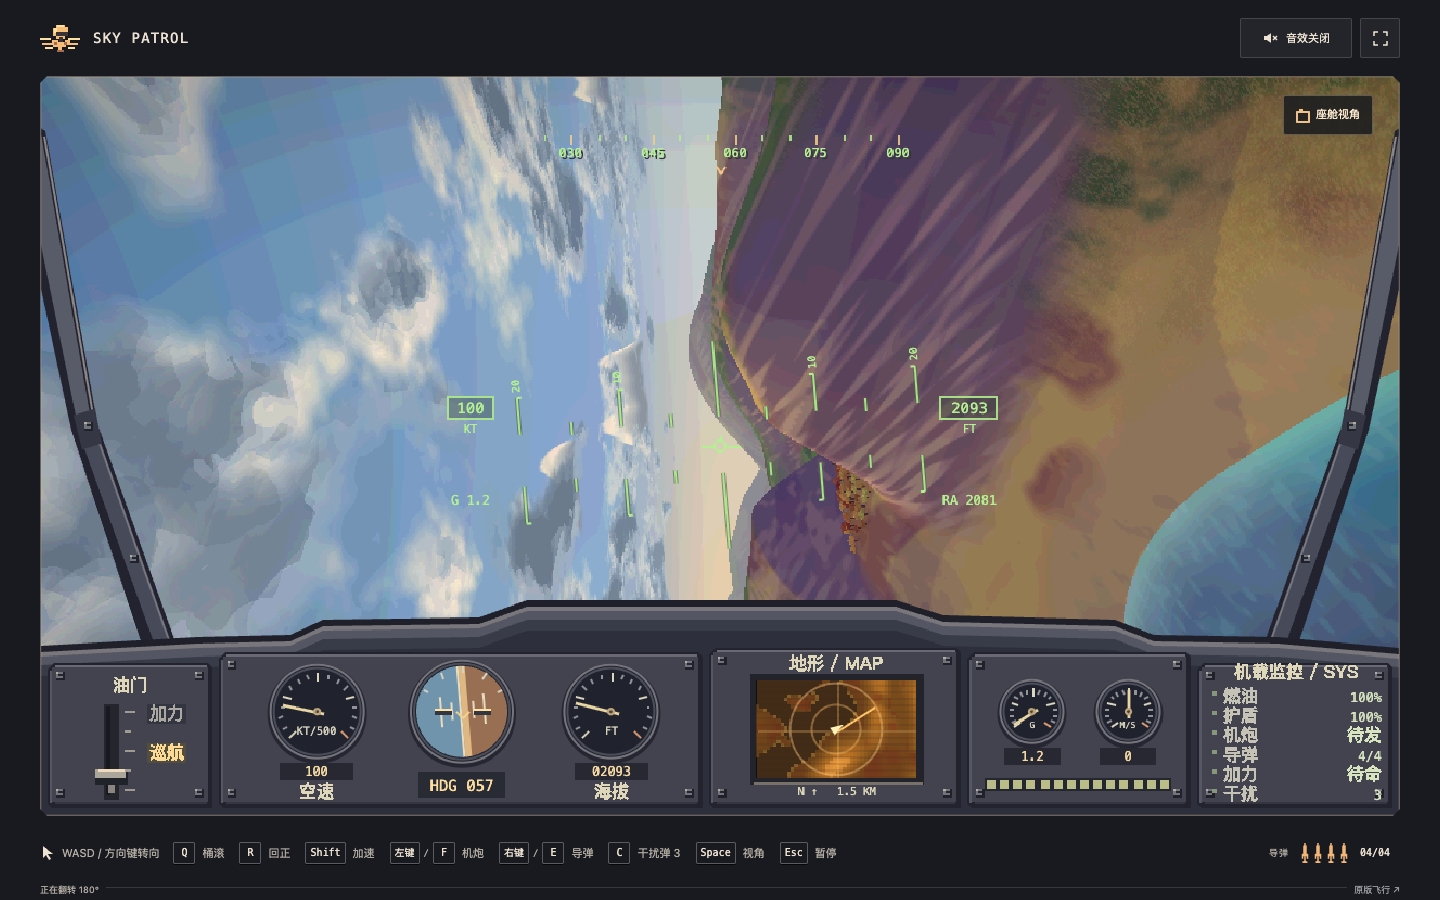 SKY PATROL
音效关闭
座舱视角
030 045 060 075 090
20 10 10 20
100
KT
2093
FT
G 1.2
RA 2081
油门
加力
巡航
KT/500
100
空速
HDG 057
FT
02093
海拔
地形 / MAP
N ↑ 1.5 KM
G
1.2
M/S
0
机载监控 / SYS
燃油 100%
护盾 100%
机炮 待发
导弹 4/4
加力 待命
干扰 3
WASD / 方向键转向 Q 桶滚 R 回正 Shift 加速 左键 / F 机炮 右键 / E 导弹 C 干扰弹 3 Space 视角 Esc 暂停
导弹 04/04
正在翻转 180°
原版飞行 ↗